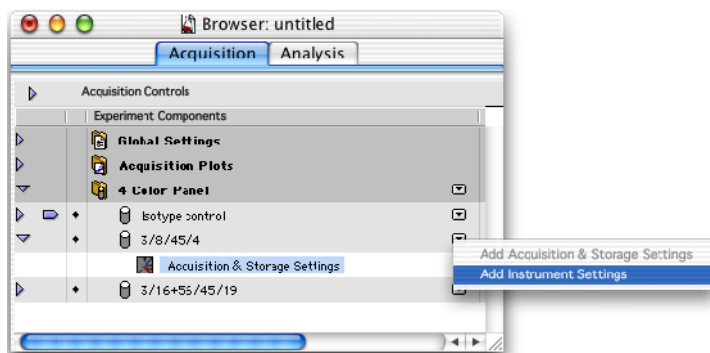 Browser: untitled
Acquisition Analysis
Acquisition Controls
Experiment Components
Global Settings
Acquisition Plots
4 Color Panel
Isotype control
3/8/45/4
Add Acquisition & Storage Settings
Acquisition & Storage Settings
Add Instrument Settings
3/16+56/45/19